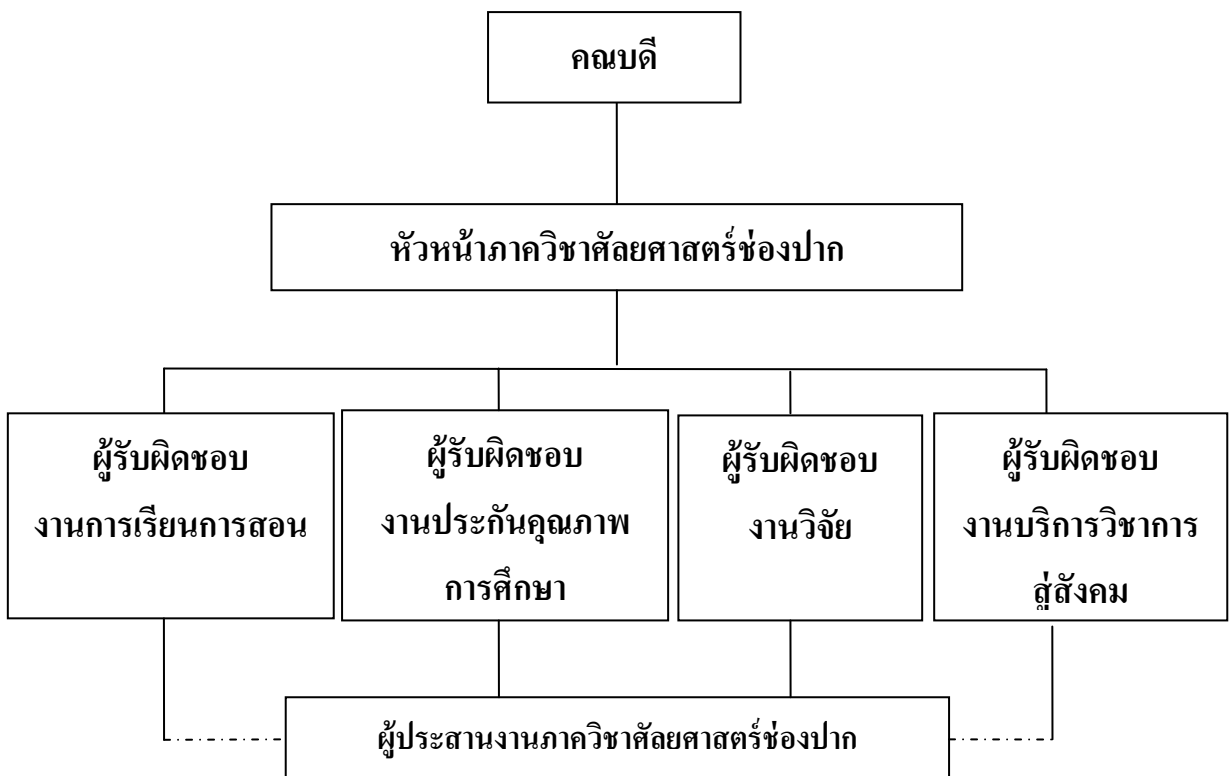 คณบดี
หัวหน้าภาควิชาศัลยศาสตร์ช่องปาก
ผู้รับผิดชอบ
งานการเรียนการสอน
ผู้รับผิดชอบ
งานประกันคุณภาพ
การศึกษา
ผู้รับผิดชอบ
งานวิจัย
ผู้รับผิดชอบ
งานบริการวิชาการ
สู่สังคม
ผู้ประสานงานภาควิชาศัลยศาสตร์ช่องปาก